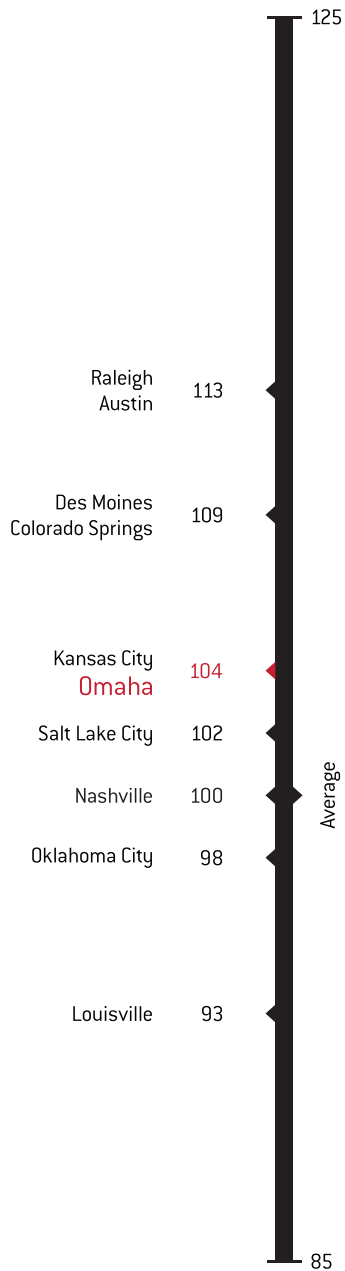 125
Raleigh
Austin
113
Des Moines
Colorado Springs
109
Kansas City
Omaha
104
Salt Lake City 102
Average
Nashville 100
Oklahoma City 98
Louisville 93
85